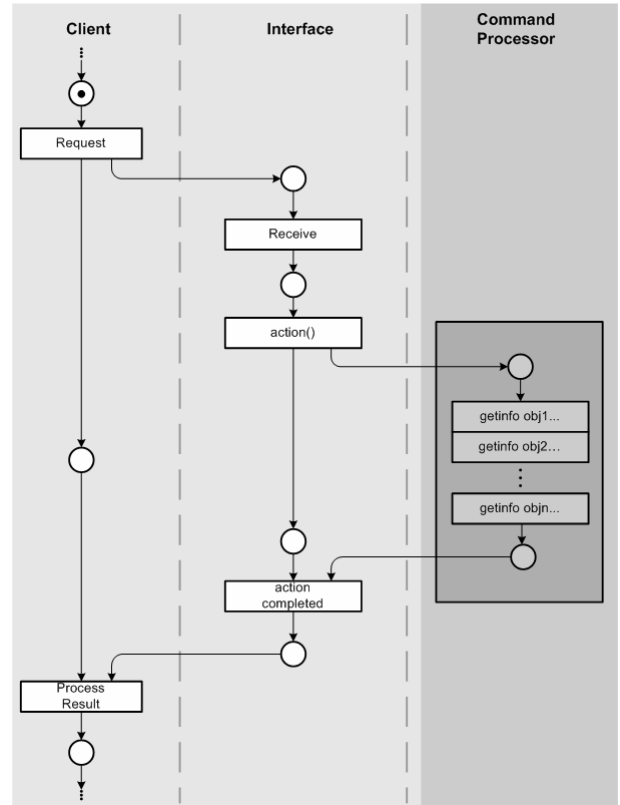 Client
Interface
Command
Processor
Request
Receive
action()
getinfo obj1...
getinfo obj2...
getinfo objn...
action
completed
Process
Result